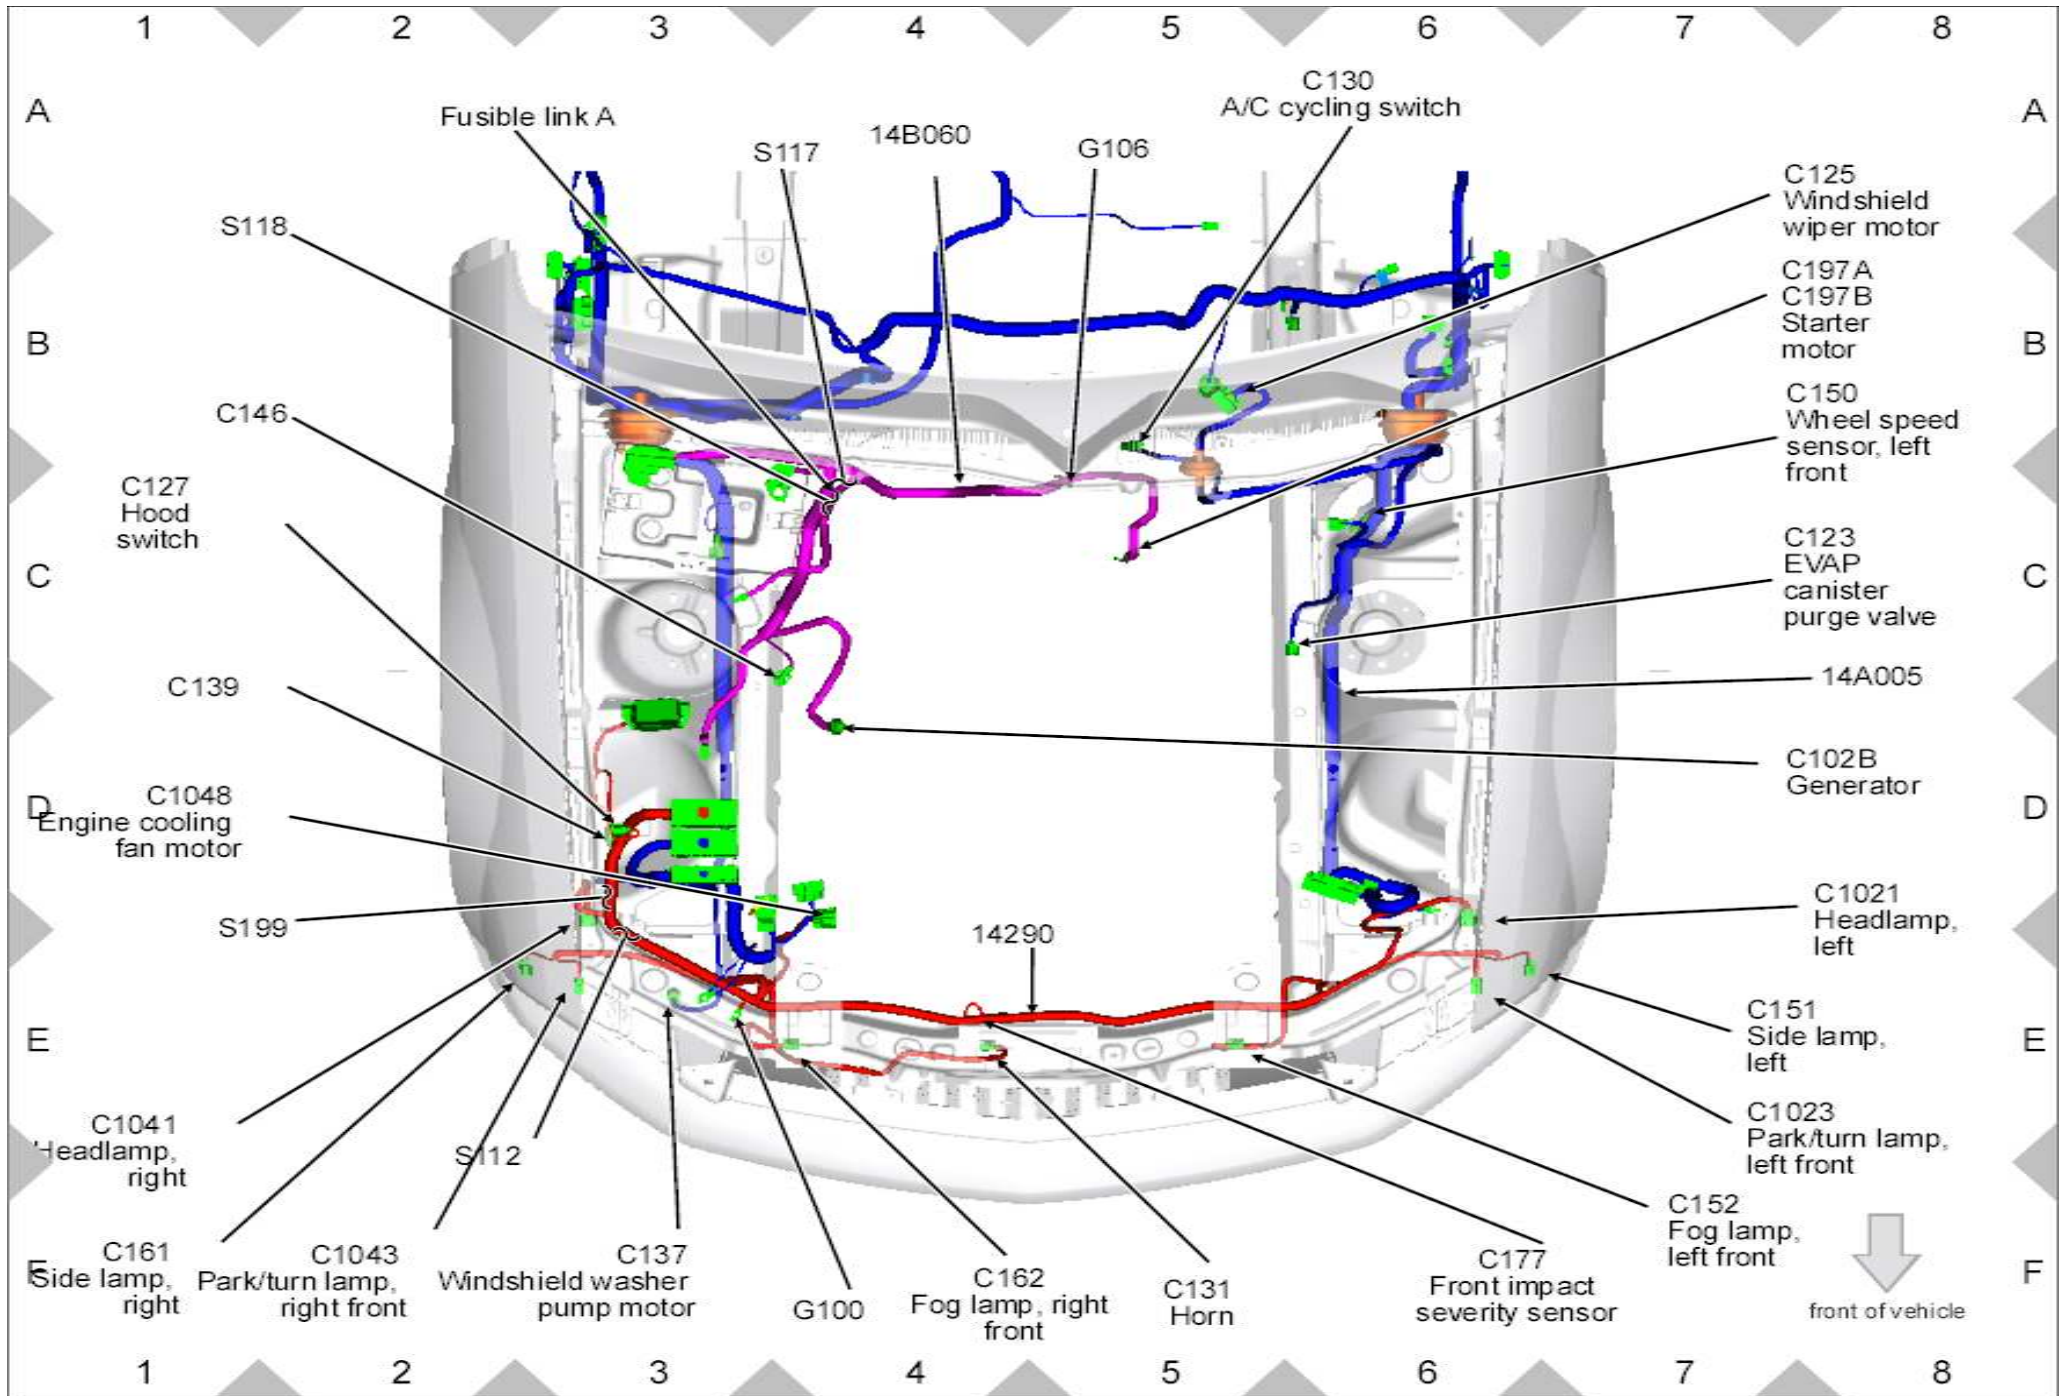 1 2 3 4 5 6 7 8
A
A
Fusible link A
S117
14B060
G106
C130
A/C cycling switch
C125
Windshield
wiper motor
S118
C197A
C197B
Starter
motor
B
B
C146
C150
Wheel speed
sensor, left
front
C127
Hood
switch
C123
EVAP
canister
purge valve
C
C
C139
14A005
C102B
Generator
D
D
C1048
Engine cooling
fan motor
S199
14290
C1021
Headlamp,
left
C151
Side lamp,
left
E
E
C1041
Headlamp,
right
S112
C1023
Park/turn lamp,
left front
C152
Fog lamp,
left front
C161
Side lamp,
right
C1043
Park/turn lamp,
right front
C137
Windshield washer
pump motor
G100
C162
Fog lamp, right
front
C131
Horn
C177
Front impact
severity sensor
F
F
front of vehicle
1 2 3 4 5 6 7 8